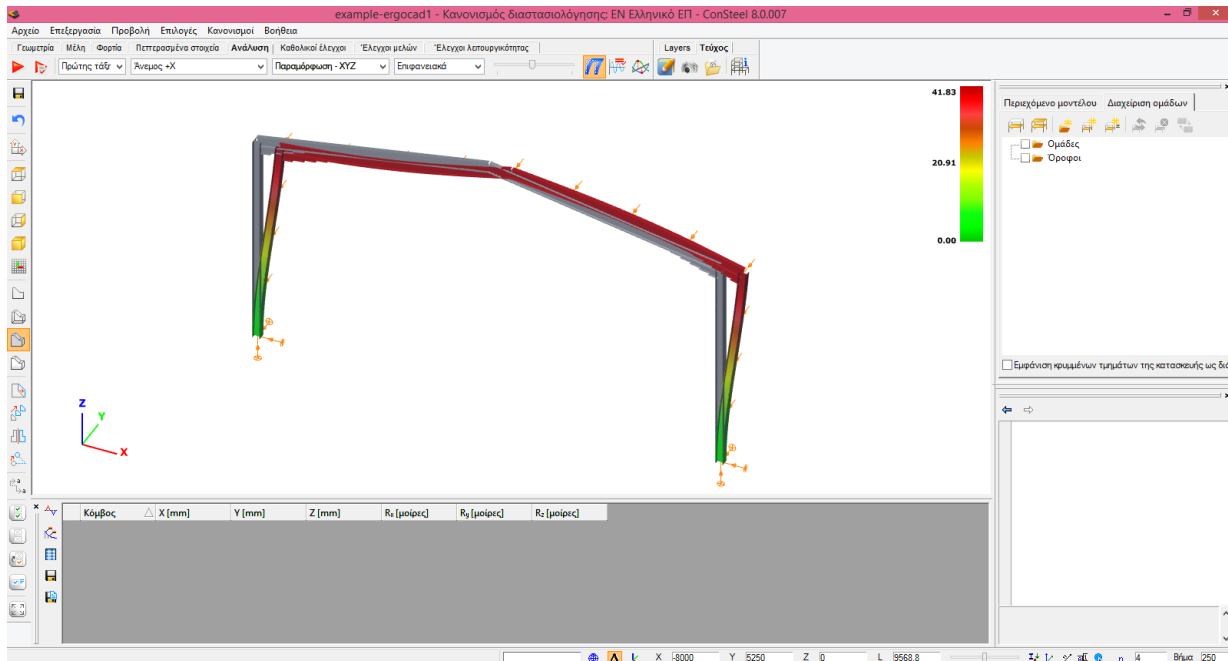 example-ergocad1 - Κανονισμός διαστασιολόγησης: EN Ελληνικό ΕΠ - ConSteel 8.0.007
Αρχείο Επεξεργασία Προβολή Επιλογές Κανονισμοί Βοήθεια
Γεωμετρία Μέλη Φορτία Πεπερασμένα στοιχεία Ανάλυση Καθολικοί έλεγχοι Έλεγχοι μελών Έλεγχοι λειτουργικότητας Layers Τεύχος
Πρώτης τάξε Άνεμος +X Παραμόρφωση - XYZ Επιφανειακά
41.83
20.91
0.00
Περιεχόμενο μοντέλου Διαχείριση ομάδων
Ομάδες
Όροφοι
Εμφάνιση κρυμμένων τμημάτων της κατασκευής ως διά
Z
Y
X
Κόμβος X [mm] Y [mm] Z [mm] Rx [μοίρες] Ry [μοίρες] Rz [μοίρες]
X -8000 Y 5250 Z 0 L 9568.8 n 4 Βήμα 250